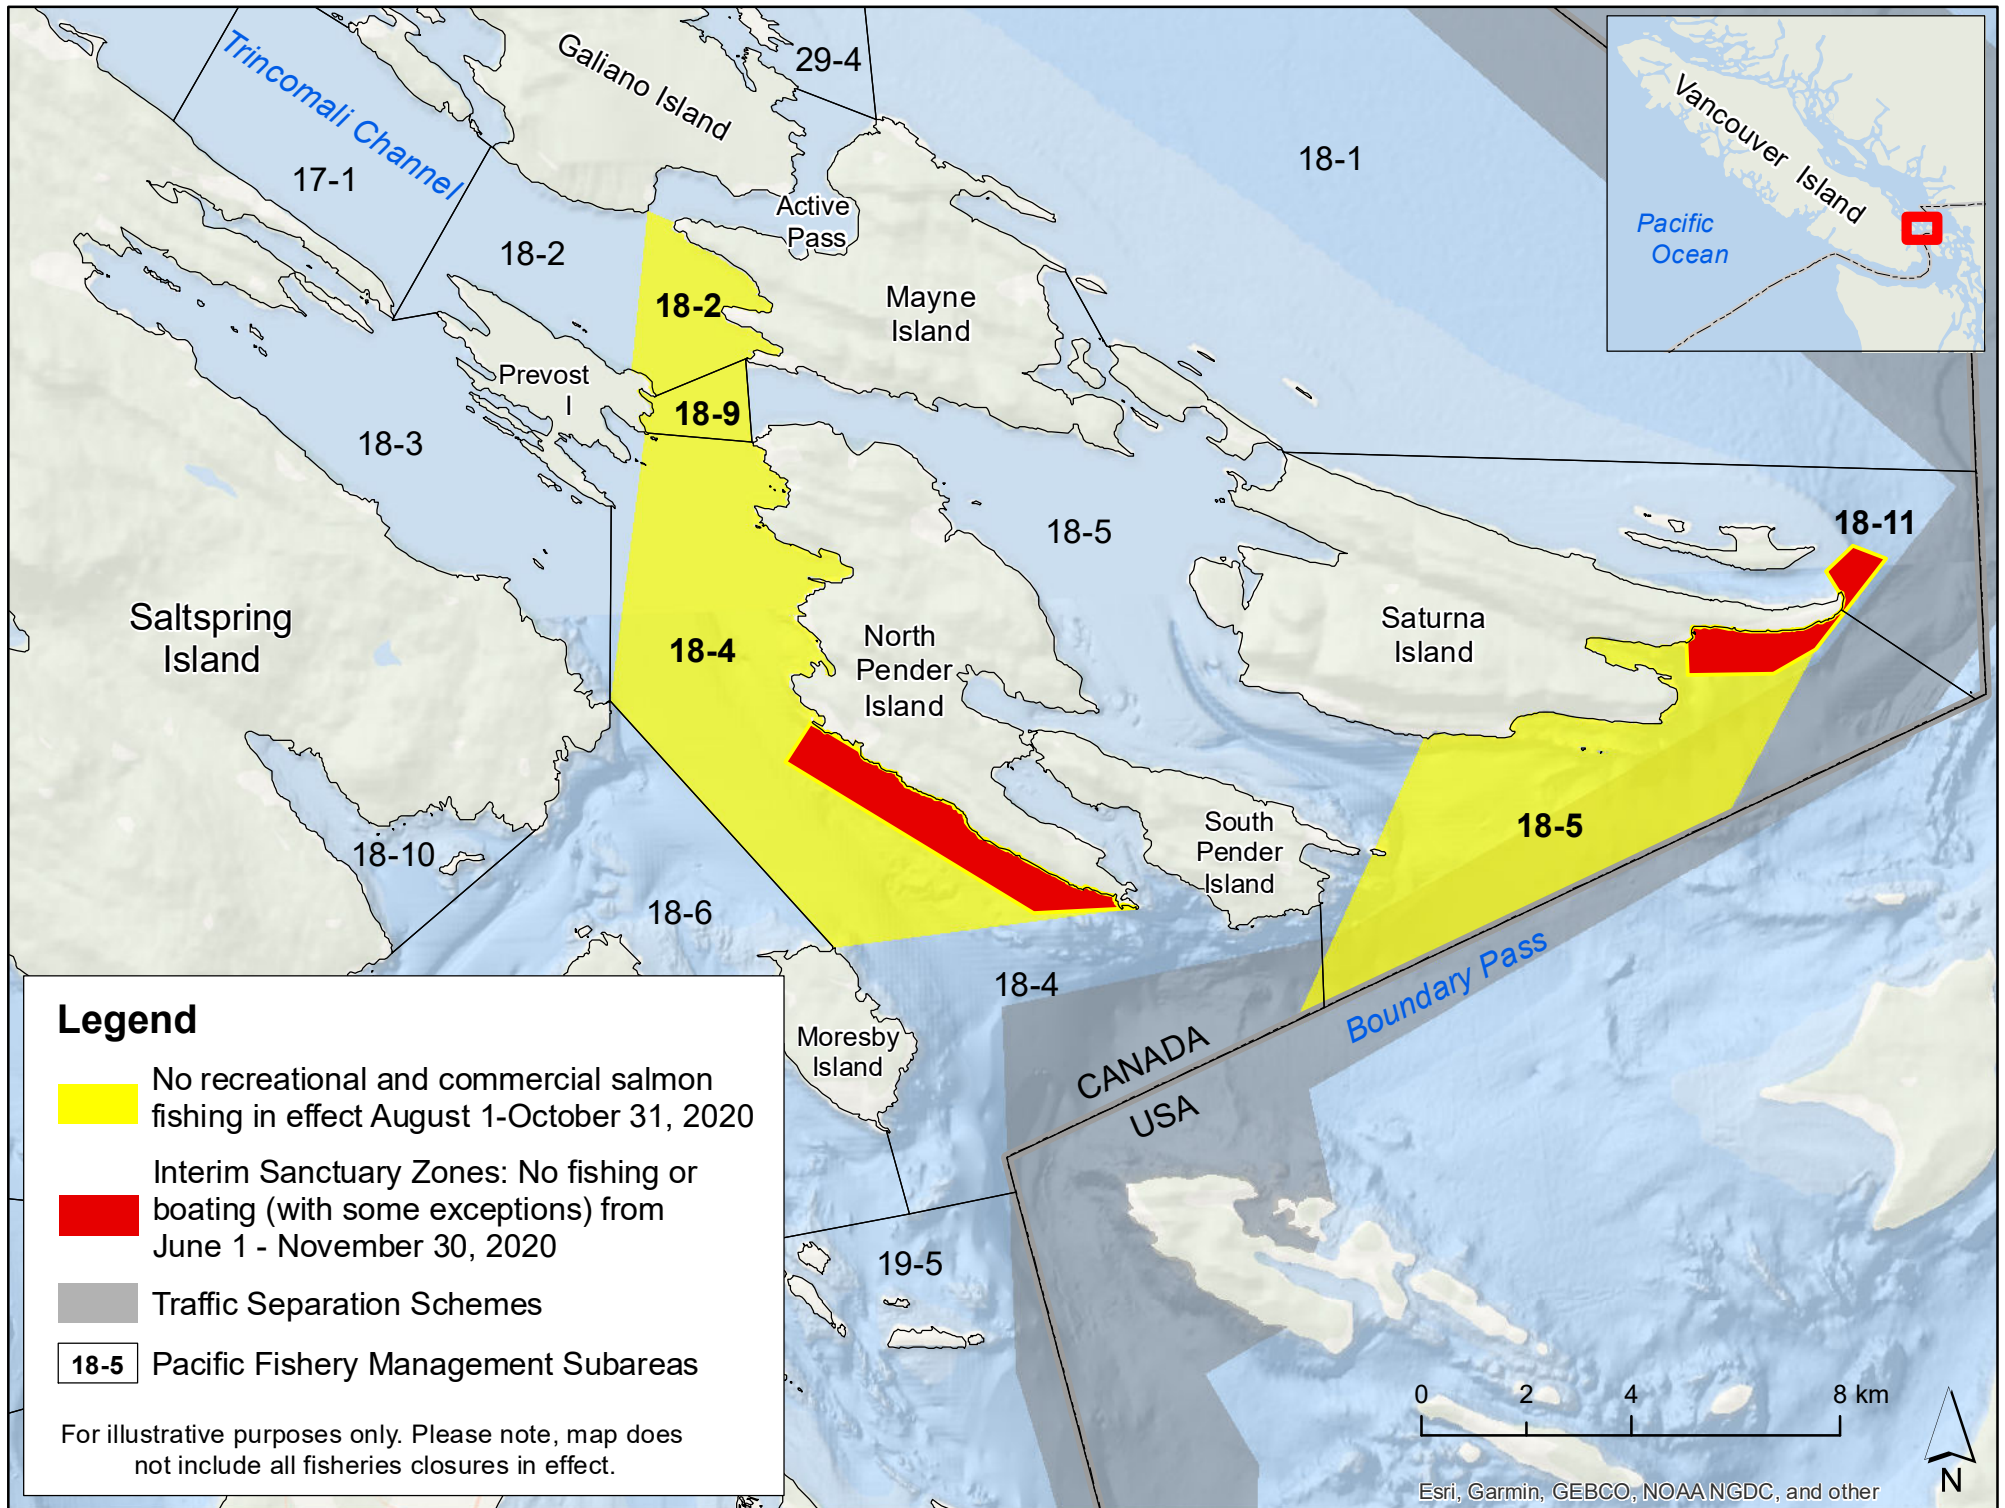 29-4
Galiano Island
Trincomali Channel
17-1
18-1
Vancouver Island
Pacific
Ocean
Active
Pass
18-2
18-2
Mayne
Island
Prevost
I
18-9
18-3
18-5
18-11
Saltspring
Island
18-4
North
Pender
Island
Saturna
Island
18-10
South
Pender
Island
18-5
18-6
18-4
Boundary Pass
CANADA
USA
Moresby
Island
19-5
Legend
No recreational and commercial salmon
fishing in effect August 1-October 31, 2020
Interim Sanctuary Zones: No fishing or
boating (with some exceptions) from
June 1 - November 30, 2020
Traffic Separation Schemes
18-5 Pacific Fishery Management Subareas
For illustrative purposes only. Please note, map does
not include all fisheries closures in effect.
0 2 4 8 km
N
Esri, Garmin, GEBCO, NOAA NGDC, and other